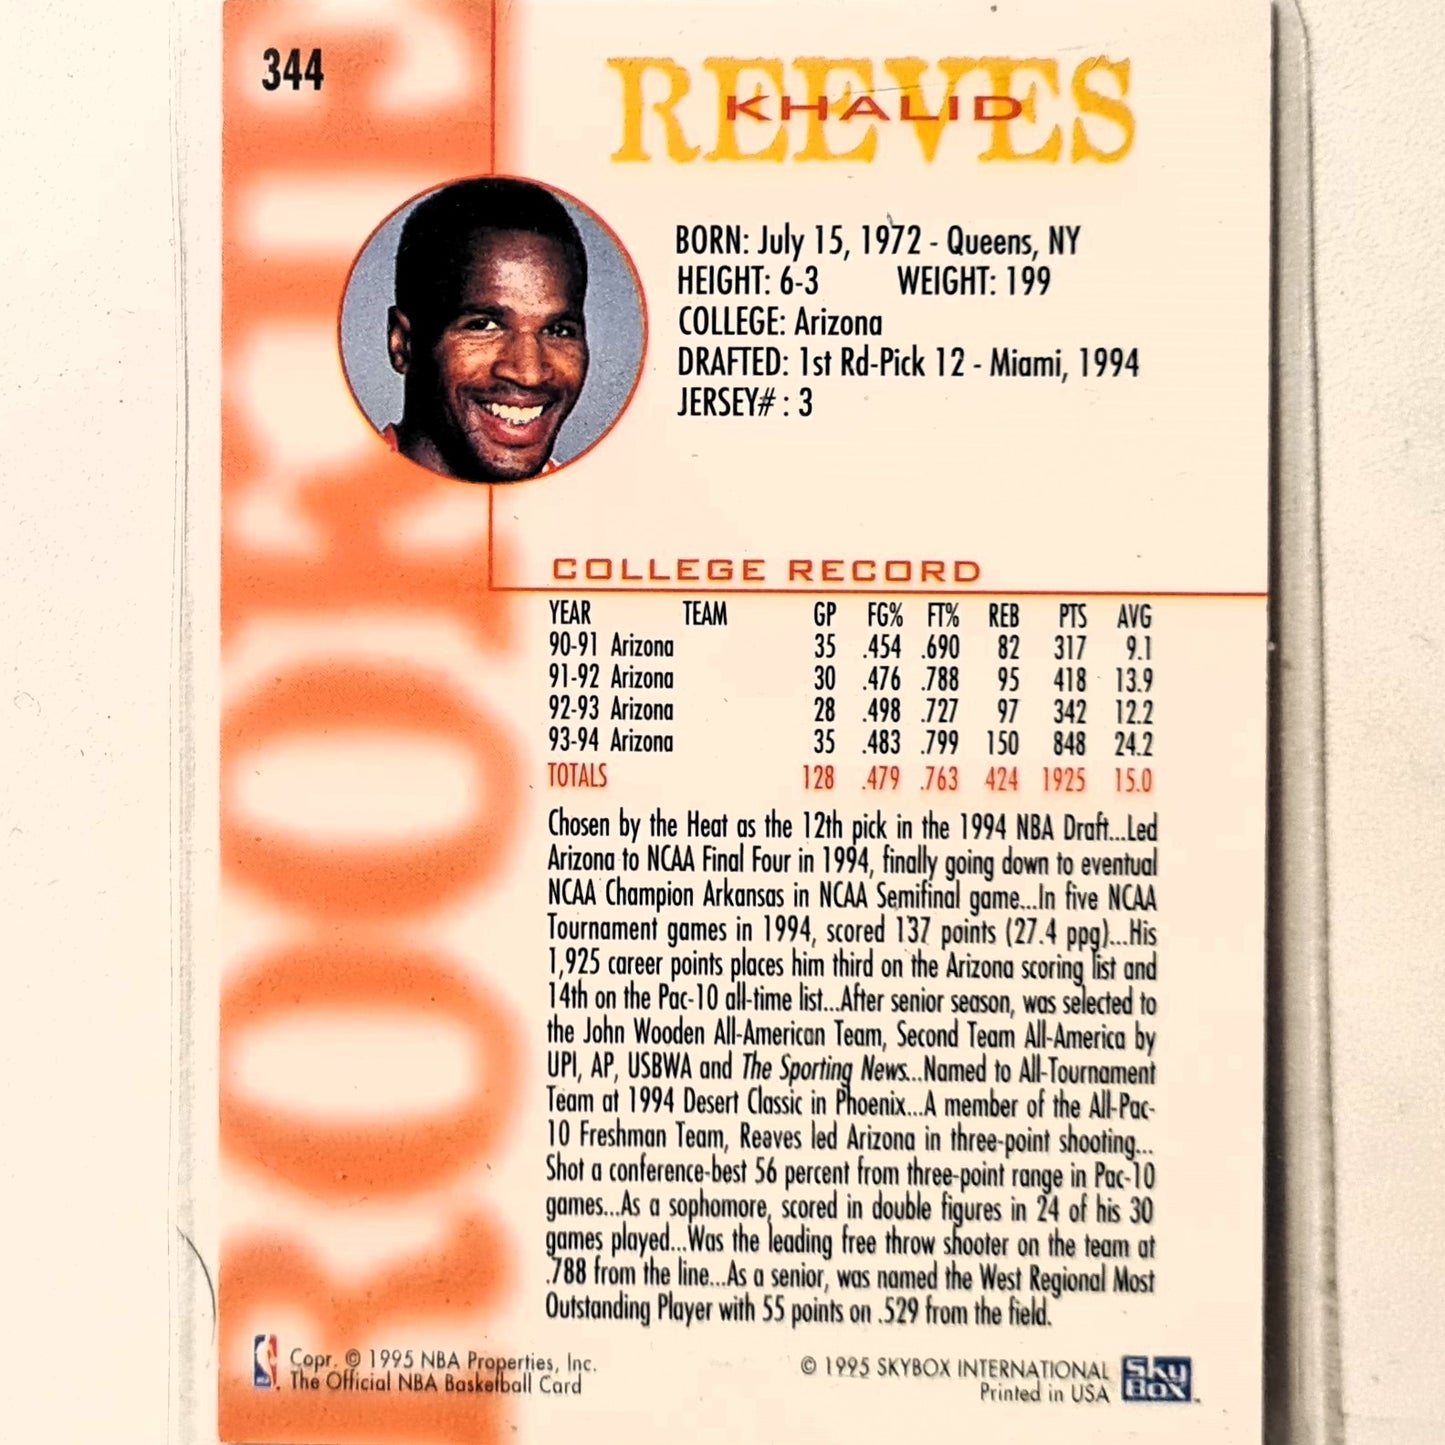 344
REEVES
KHALID
BORN: July 15, 1972 - Queens, NY
HEIGHT: 6-3 WEIGHT: 199
COLLEGE: Arizona
DRAFTED: 1st Rd-Pick 12 - Miami, 1994
JERSEY# : 3
ROOKIE
COLLEGE RECORD
YEAR TEAM GP FG% FT% REB PTS AVG
90-91 Arizona 35 .454 .690 82 317 9.1
91-92 Arizona 30 .476 .788 95 418 13.9
92-93 Arizona 28 .498 .727 97 342 12.2
93-94 Arizona 35 .483 .799 150 848 24.2
TOTALS 128 .479 .763 424 1925 15.0
Chosen by the Heat as the 12th pick in the 1994 NBA Draft...Led
Arizona to NCAA Final Four in 1994, finally going down to eventual
NCAA Champion Arkansas in NCAA Semifinal game...In five NCAA
Tournament games in 1994, scored 137 points (27.4 ppg)...His
1,925 career points places him third on the Arizona scoring list and
14th on the Pac-10 all-time list...After senior season, was selected to
the John Wooden All-American Team, Second Team All-America by
UPI, AP, USBWA and The Sporting News...Named to All-Tournament
Team at 1994 Desert Classic in Phoenix...A member of the All-Pac-
10 Freshman Team, Reaves led Arizona in three-point shooting...
Shot a conference-best 56 percent from three-point range in Pac-10
games...As a sophomore, scored in double figures in 24 of his 30
games played...Was the leading free throw shooter on the team at
.788 from the line...As a senior, was named the West Regional Most
Outstanding Player with 55 points on .529 from the field.
Copr. © 1995 NBA Properties, Inc.
The Official NBA Basketball Card
© 1995 SKYBOX INTERNATIONAL
Printed in USA
Sky
BOX